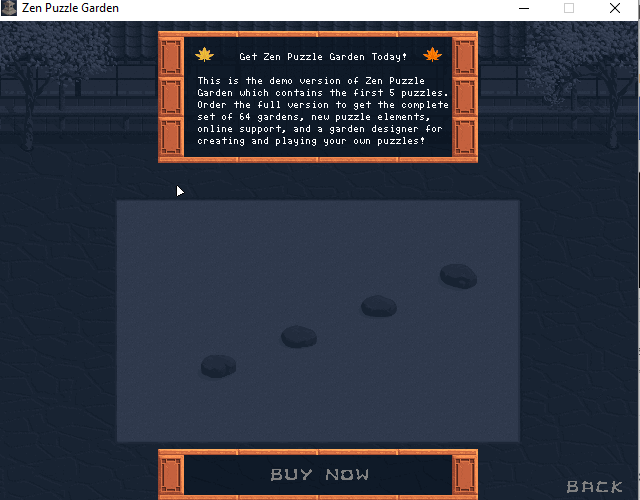 Zen Puzzle Garden
Get Zen Puzzle Garden Today!
This is the demo version of Zen Puzzle
Garden which contains the first 5 puzzles.
Order the full version to get the complete
set of 64 gardens, new puzzle elements,
online support, and a garden designer for
creating and playing your own puzzles!
BUY NOW
BACK